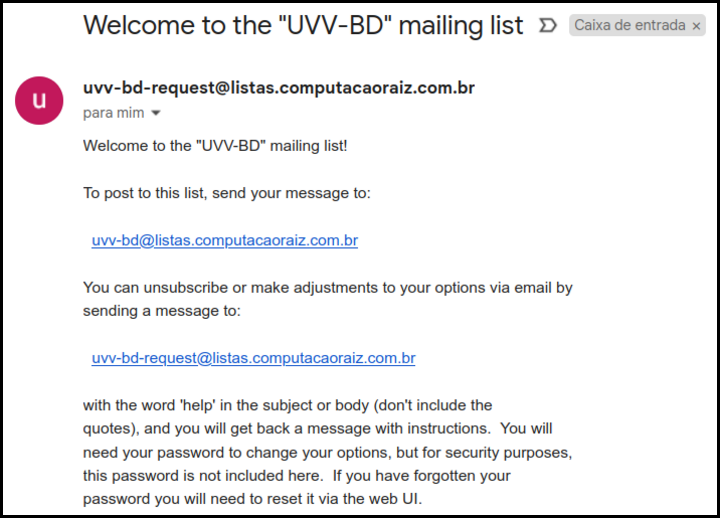 Welcome to the "UVV-BD" mailing list
Caixa de entrada ×
u
uvv-bd-request@listas.computacaoraiz.com.br
para mim
Welcome to the "UVV-BD" mailing list!
To post to this list, send your message to:
uvv-bd@listas.computacaoraiz.com.br
You can unsubscribe or make adjustments to your options via email by
sending a message to:
uvv-bd-request@listas.computacaoraiz.com.br
with the word 'help' in the subject or body (don't include the
quotes), and you will get back a message with instructions.  You will
need your password to change your options, but for security purposes,
this password is not included here.  If you have forgotten your
password you will need to reset it via the web UI.